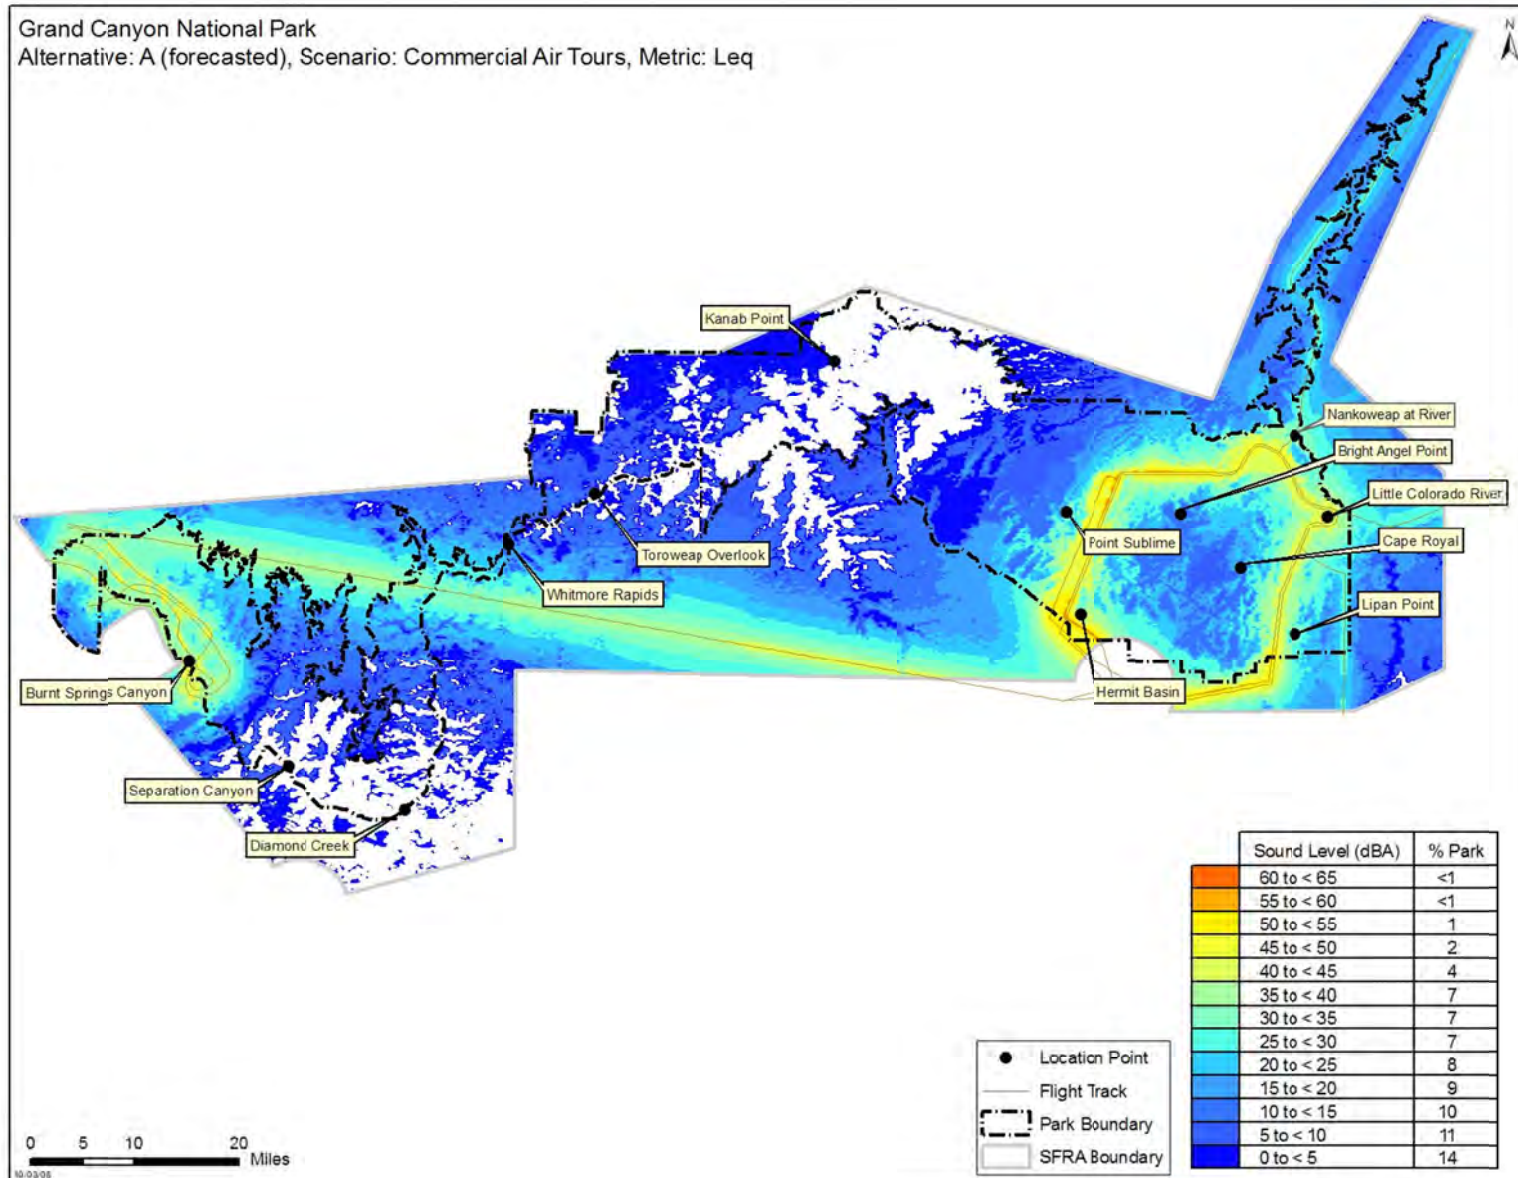 Grand Canyon National Park
Alternative: A (forecasted), Scenario: Commercial Air Tours, Metric: Leq
N
Kanab Point
Nankoweap at River
Bright Angel Point
Little Colorado River
Point Sublime
Cape Royal
Toroweap Overlook
Whitmore Rapids
Lipan Point
Burnt Springs Canyon
Hermit Basin
Separation Canyon
Diamond Creek
Sound Level (dBA) % Park
60 to < 65 <1
55 to < 60 <1
50 to < 55 1
45 to < 50 2
40 to < 45 4
35 to < 40 7
30 to < 35 7
25 to < 30 7
20 to < 25 8
15 to < 20 9
10 to < 15 10
5 to < 10 11
0 to < 5 14
Location Point
Flight Track
Park Boundary
SFRA Boundary
0 5 10 20
Miles